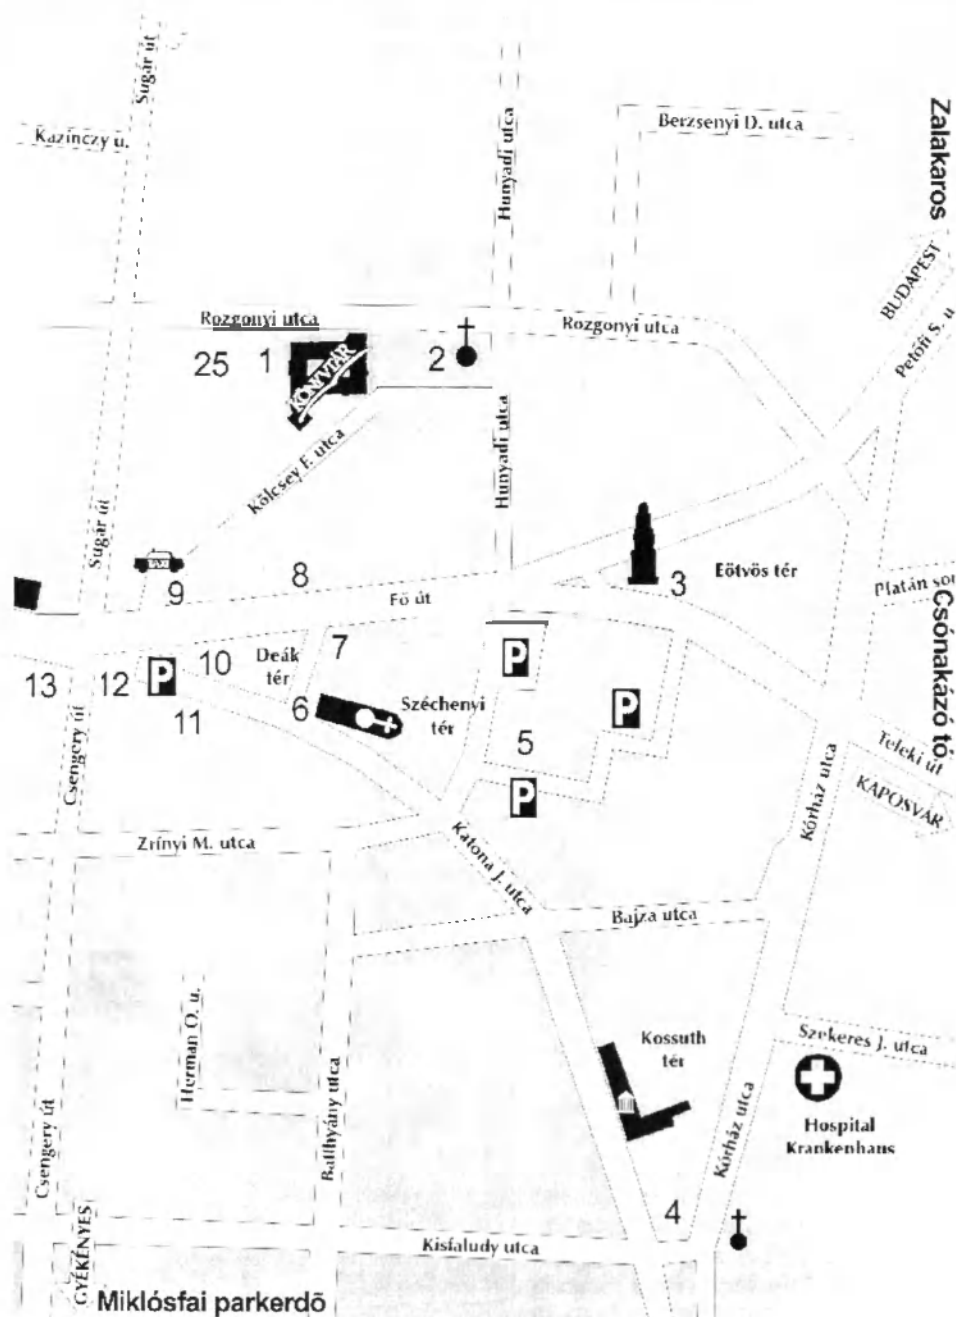 Sugár út
Kazinczy u.
Hunyadi utca
Berzsenyi D. utca
Zalakaros
BUDAPEST
Petőfi S. u
Rozgonyi utca
Rozgonyi utca
25
1
KÖNYVTÁR
2
Kölcsey F. utca
Hunyadi utca
Sugár út
TAXI
9
8
Fő út
3
Eötvös tér
Platán sor
Csónakázó tó
13
12
P
10
11
Deák
tér
7
6
Széchenyi
tér
P
P
5
P
Csengery út
Teleki út
KAPOSVÁR
Kórház utca
Zrínyi M. utca
Katona J. utca
Bajza utca
Herman O. u.
Batthyány utca
Kossuth
tér
Szekeres J. utca
Hospital
Krankenhaus
Csengery út
Kórház utca
4
GYÉKÉNYES
Kisfaludy utca
Miklósfai parkerdő